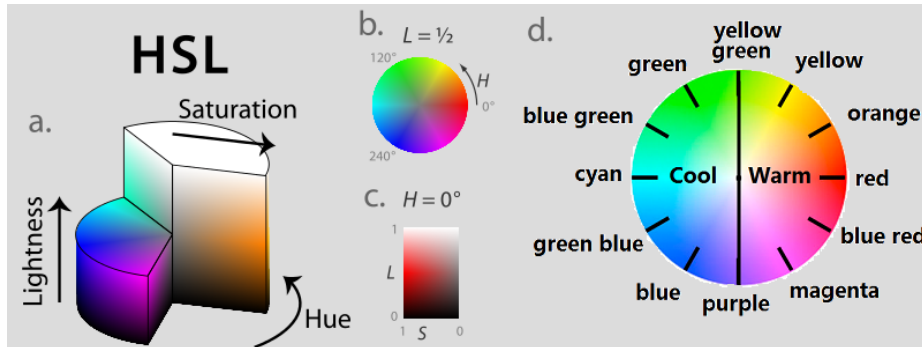 HSL
a.
Saturation
Lightness
Hue
b.
L = ½
120°
H
0°
240°
c.
H = 0°
1
L
0
1
S
0
d.
yellow
green
yellow
green
orange
blue green
cyan
Cool
Warm
red
green blue
blue red
blue
purple
magenta